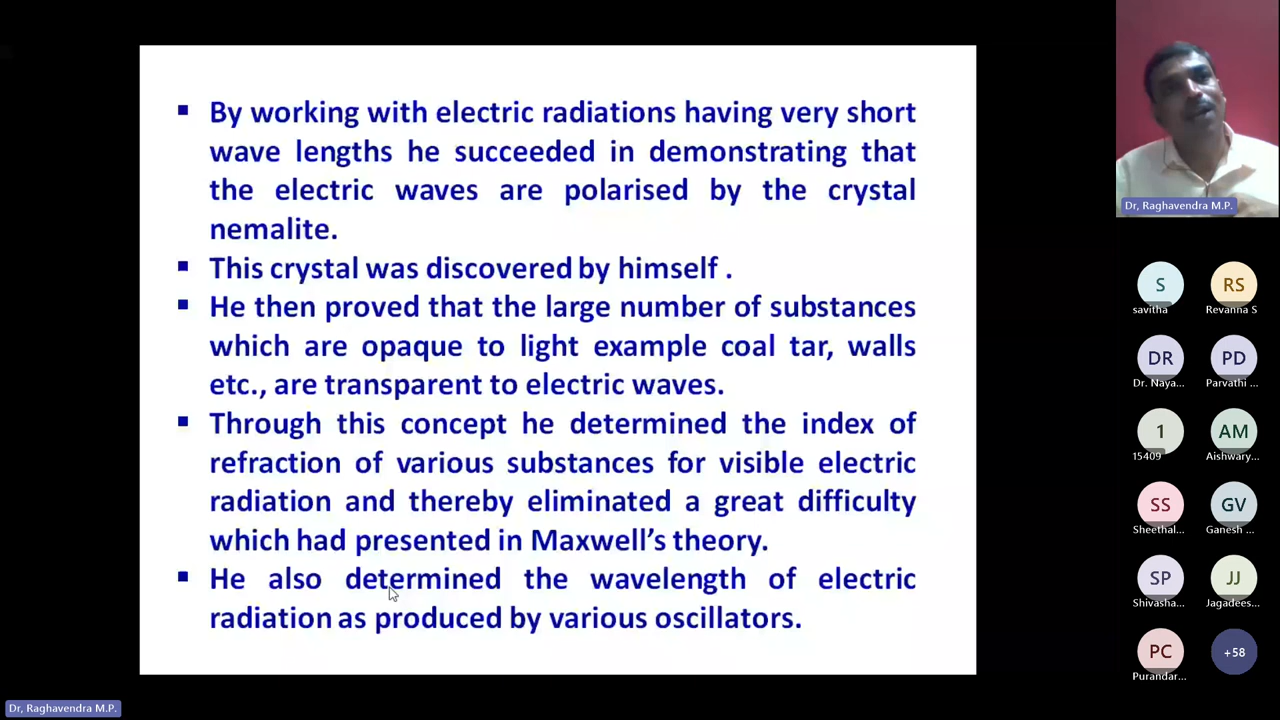 ▪ By working with electric radiations having very short
wave lengths he succeeded in demonstrating that
the electric waves are polarised by the crystal
nemalite.
▪ This crystal was discovered by himself .
▪ He then proved that the large number of substances
which are opaque to light example coal tar, walls
etc., are transparent to electric waves.
▪ Through this concept he determined the index of
refraction of various substances for visible electric
radiation and thereby eliminated a great difficulty
which had presented in Maxwell’s theory.
▪ He also determined the wavelength of electric
radiation as produced by various oscillators.
Dr, Raghavendra M.P.
S RS
savitha Revanna S
DR PD
Dr. Naya... Parvathi ...
1 AM
15409 Aishwary...
SS GV
Sheethal... Ganesh ...
SP JJ
Shivasha... Jagadees...
PC +58
Purandar...
Dr, Raghavendra M.P.